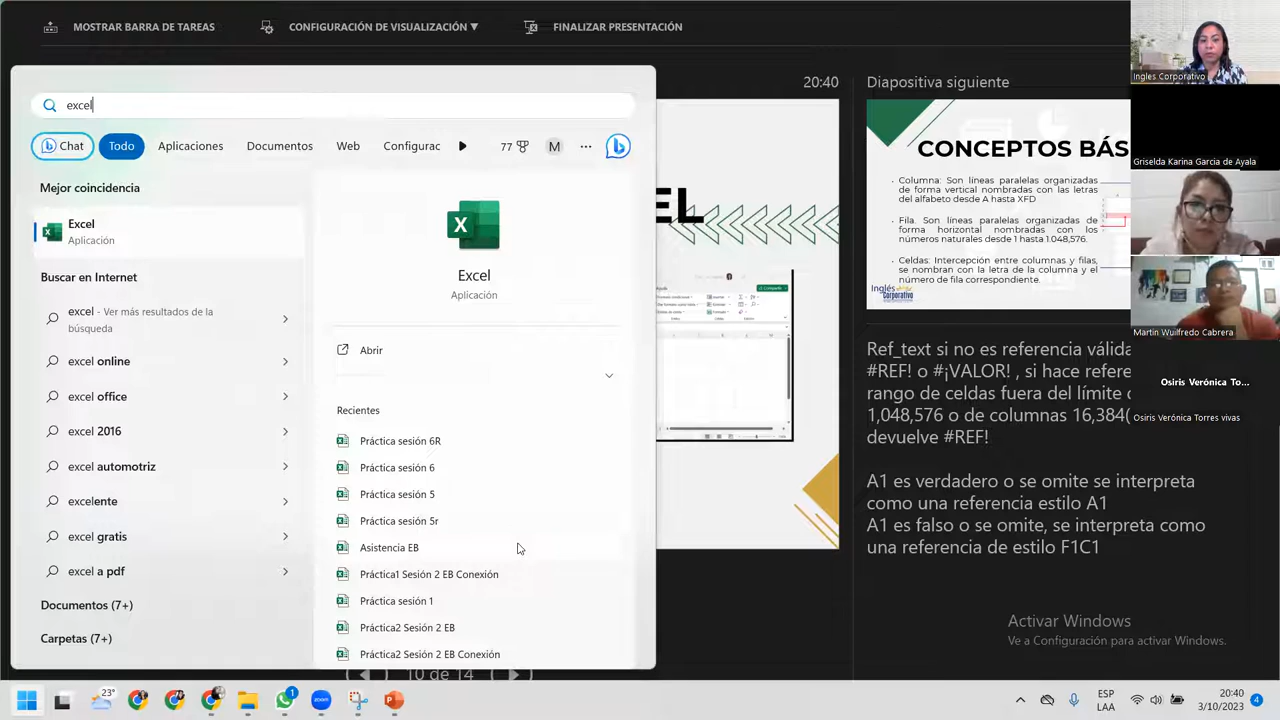 MOSTRAR BARRA DE TAREAS
CONFIGURACIÓN DE VISUALIZACIÓN ▼
FINALIZAR PRESENTACIÓN
excel
Chat
Todo
Aplicaciones
Documentos
Web
Configurac
77
M
...
Mejor coincidencia
Excel
Aplicación
Buscar en Internet
excel - Ver más resultados de la
búsqueda
excel online
excel office
excel 2016
excel automotriz
excelente
excel gratis
excel a pdf
Documentos (7+)
Carpetas (7+)
Excel
Aplicación
Abrir
Recientes
Práctica sesión 6R
Práctica sesión 6
Práctica sesión 5
Práctica sesión 5r
Asistencia EB
Práctica1 Sesión 2 EB Conexión
Práctica sesión 1
Práctica2 Sesión 2 EB
Práctica2 Sesión 2 EB Conexión
20:40
EL
10 de 14
Diapositiva siguiente
CONCEPTOS BÁS
· Columna: Son líneas paralelas organizadas
de forma vertical nombradas con las letras
del alfabeto desde A hasta XFD
· Fila. Son líneas paralelas organizadas de
forma horizontal nombradas con los
números naturales desde 1 hasta 1.048,576.
· Celdas: Intercepción entre columnas y filas,
se nombran con la letra de la columna y el
número de fila correspondiente.
Inglés
Corporativo
Ref_text si no es referencia válida
#REF! o #¡VALOR! , si hace refere
rango de celdas fuera del límite
1,048,576 o de columnas 16,384(
devuelve #REF!
A1 es verdadero o se omite se interpreta
como una referencia estilo A1
A1 es falso o se omite, se interpreta como
una referencia de estilo F1C1
Activar Windows
Ve a Configuración para activar Windows.
Ingles Corporativo
Griselda Karina Garcia de Ayala
Martin Wuilfredo Cabrera
Osiris Verónica To...
Osiris Verónica Torres vivas
23°
1
zoom
ESP
LAA
20:40
3/10/2023
4